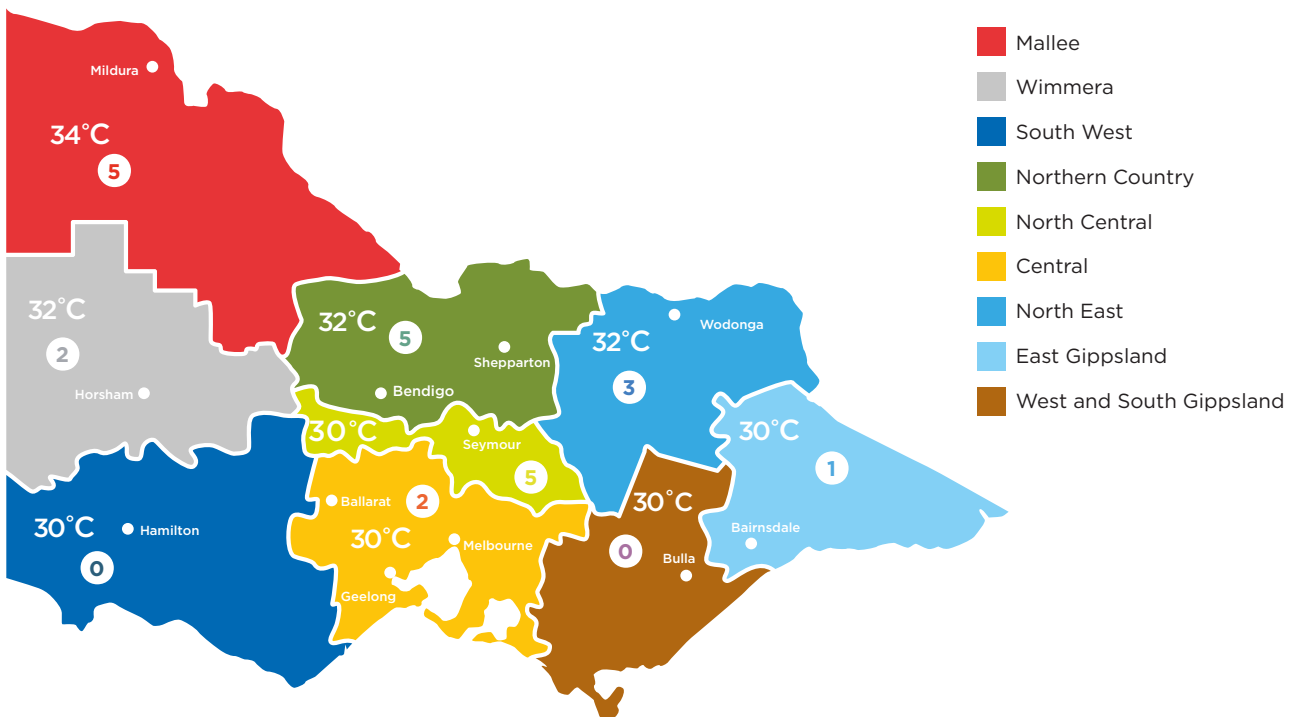 Mildura
34°C
5
32°C
2
Horsham
32°C
5
Shepparton
Bendigo
32°C
Wodonga
3
30°C
Seymour
5
30°C
1
Bairnsdale
Ballarat
2
30°C
Melbourne
Geelong
30°C
0
Bulla
30°C
Hamilton
0
Mallee
Wimmera
South West
Northern Country
North Central
Central
North East
East Gippsland
West and South Gippsland